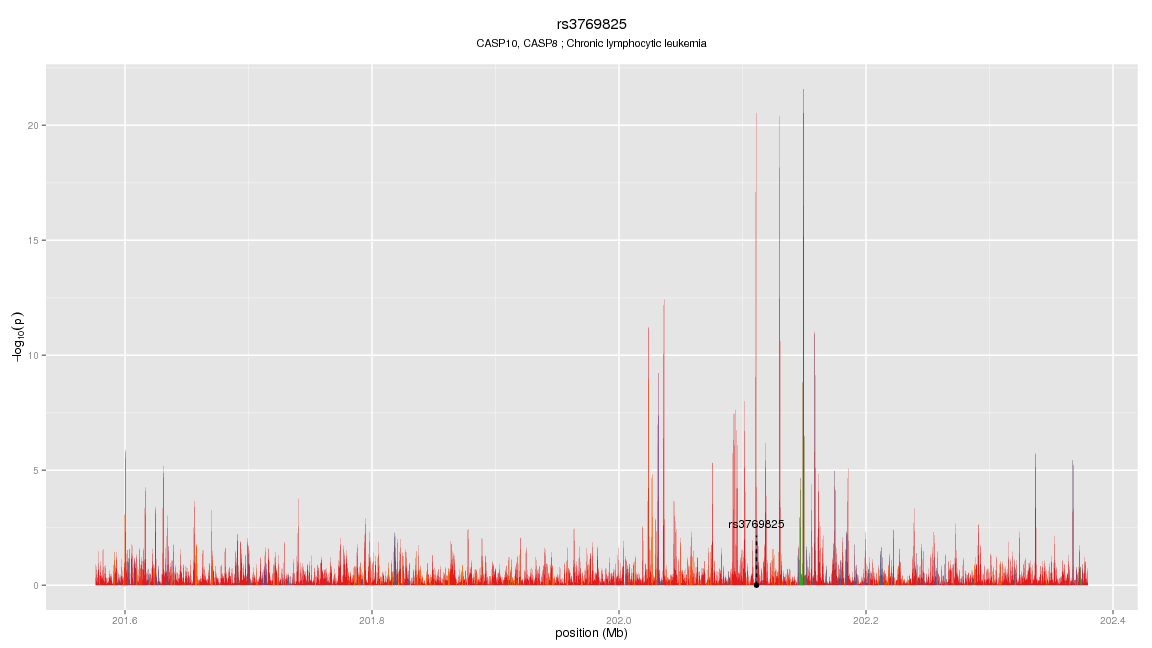 rs3769825
CASP10, CASP8 ; Chronic lymphocytic leukemia
20
15
10
5
0
−log10(p)
rs3769825
201.6 201.8 202.0 202.2 202.4
position (Mb)